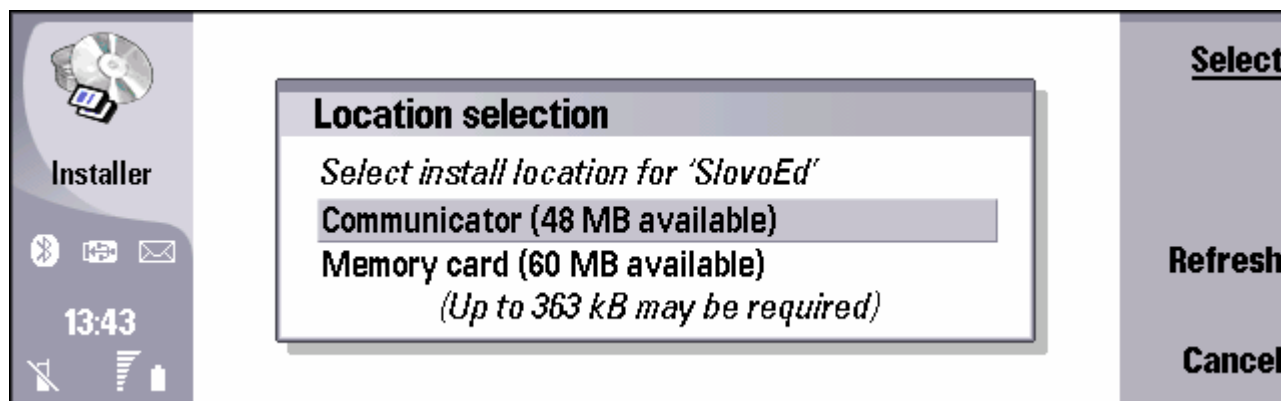 Installer
13:43
Location selection
Select install location for ‘SlovoEd’
Communicator (48 MB available)
Memory card (60 MB available)
(Up to 363 kB may be required)
Select
Refresh
Cancel